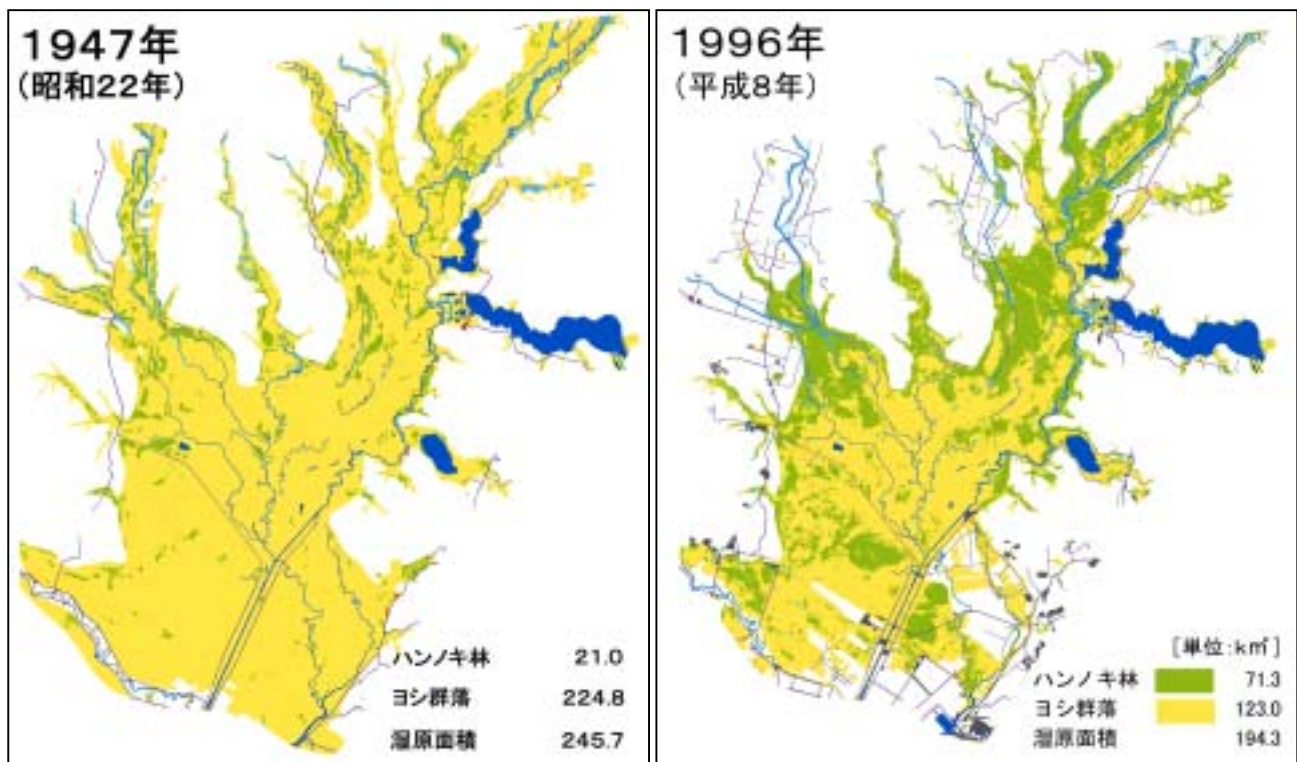 1947年
(昭和22年)
ハンノキ林 21.0
ヨシ群落 224.8
湿原面積 245.7
1996年
(平成8年)
[単位:k㎡]
ハンノキ林 71.3
ヨシ群落 123.0
湿原面積 194.3